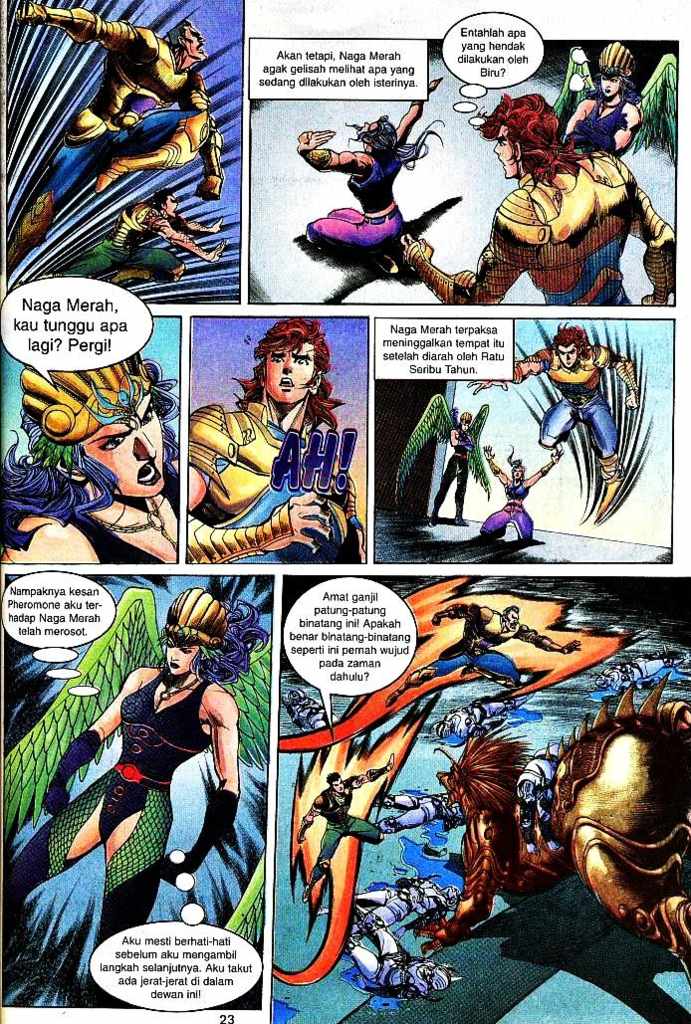 Akan tetapi, Naga Merah
agak gelisah melihat apa yang
sedang dilakukan oleh isterinya.
Entahlah apa
yang hendak
dilakukan oleh
Biru?
Naga Merah,
kau tunggu apa
lagi? Pergi!
AH!
Naga Merah terpaksa
meninggalkan tempat itu
setelah diarah oleh Ratu
Seribu Tahun.
Nampaknya kesan
Pheromone aku ter-
hadap Naga Merah
telah merosot.
Aku mesti berhati-hati
sebelum aku mengambil
langkah selanjutnya. Aku takut
ada jerat-jerat di dalam
dewan ini!
Amat ganjil
patung-patung
binatang ini! Apakah
benar binatang-binatang
seperti ini pernah wujud
pada zaman
dahulu?
23